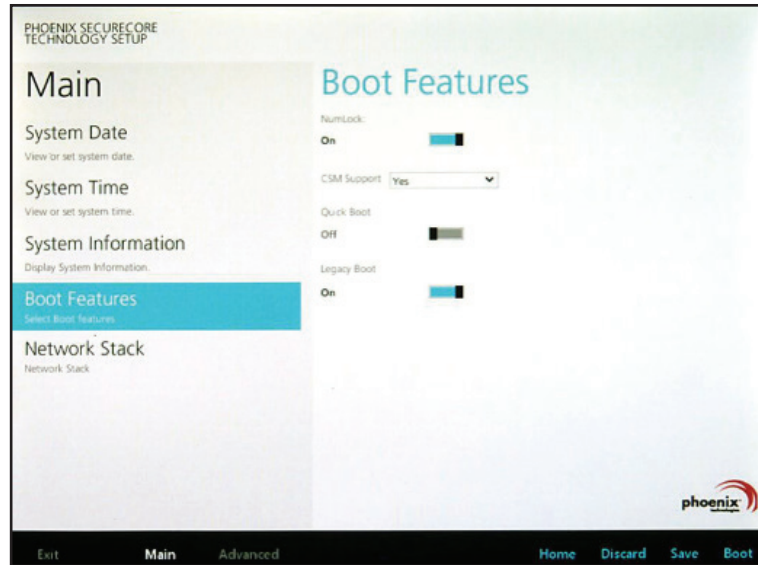 PHOENIX SECURECORE
TECHNOLOGY SETUP
Main
System Date
View or set system date.
System Time
View or set system time.
System Information
Display System Information.
Boot Features
Select Boot features
Network Stack
Network Stack
Boot Features
NumLock:
On
CSM Support Yes
Quick Boot
Off
Legacy Boot
On
phoenix
technologies
Exit Main Advanced Home Discard Save Boot